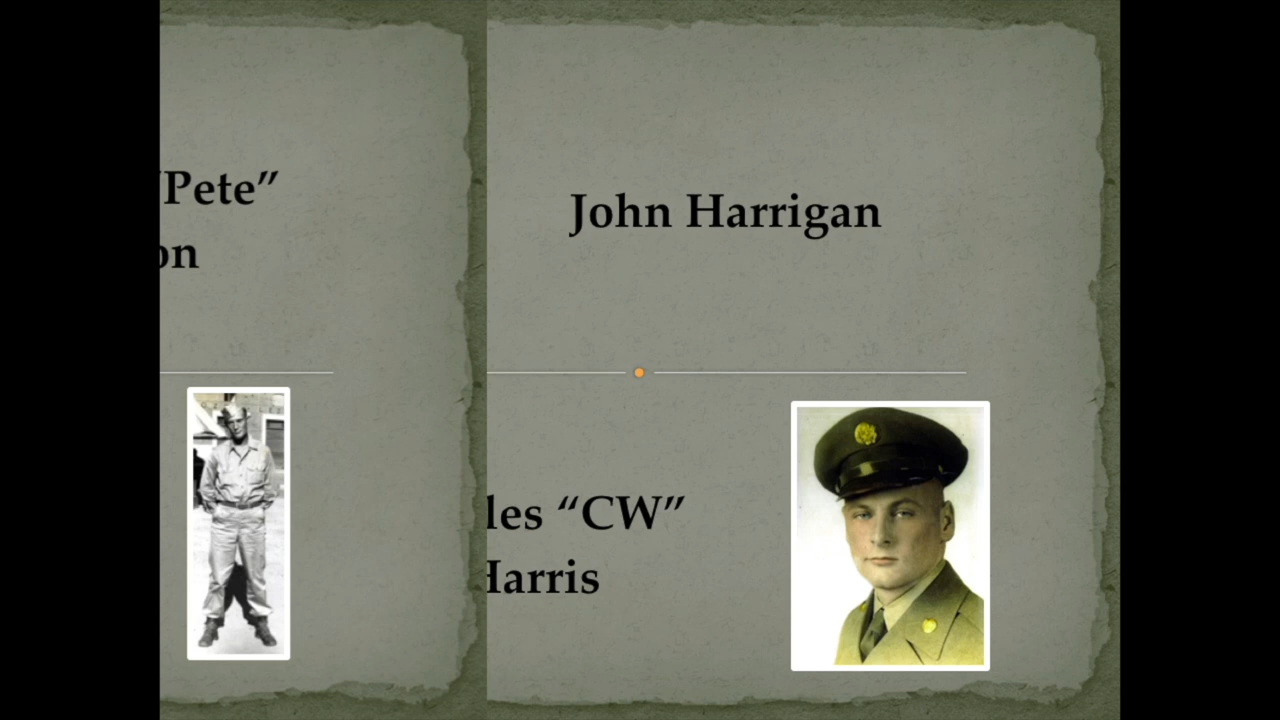 “Pete”
on
John Harrigan
les “CW”
Harris